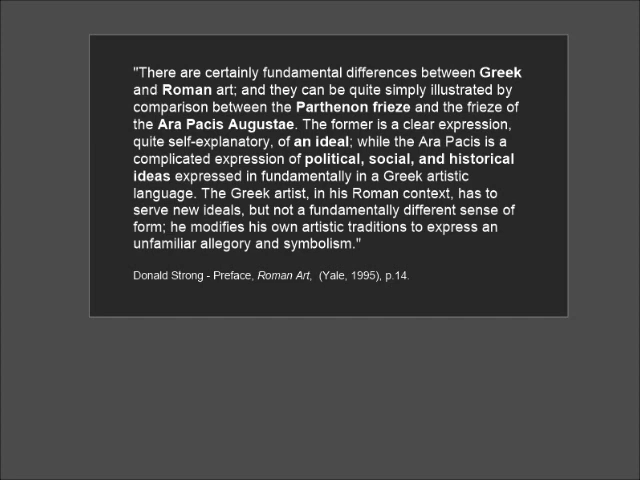 "There are certainly fundamental differences between Greek
and Roman art; and they can be quite simply illustrated by
comparison between the Parthenon frieze and the frieze of
the Ara Pacis Augustae. The former is a clear expression,
quite self-explanatory, of an ideal; while the Ara Pacis is a
complicated expression of political, social, and historical
ideas expressed in fundamentally in a Greek artistic
language. The Greek artist, in his Roman context, has to
serve new ideals, but not a fundamentally different sense of
form; he modifies his own artistic traditions to express an
unfamiliar allegory and symbolism."
Donald Strong - Preface, Roman Art, (Yale, 1995), p.14.